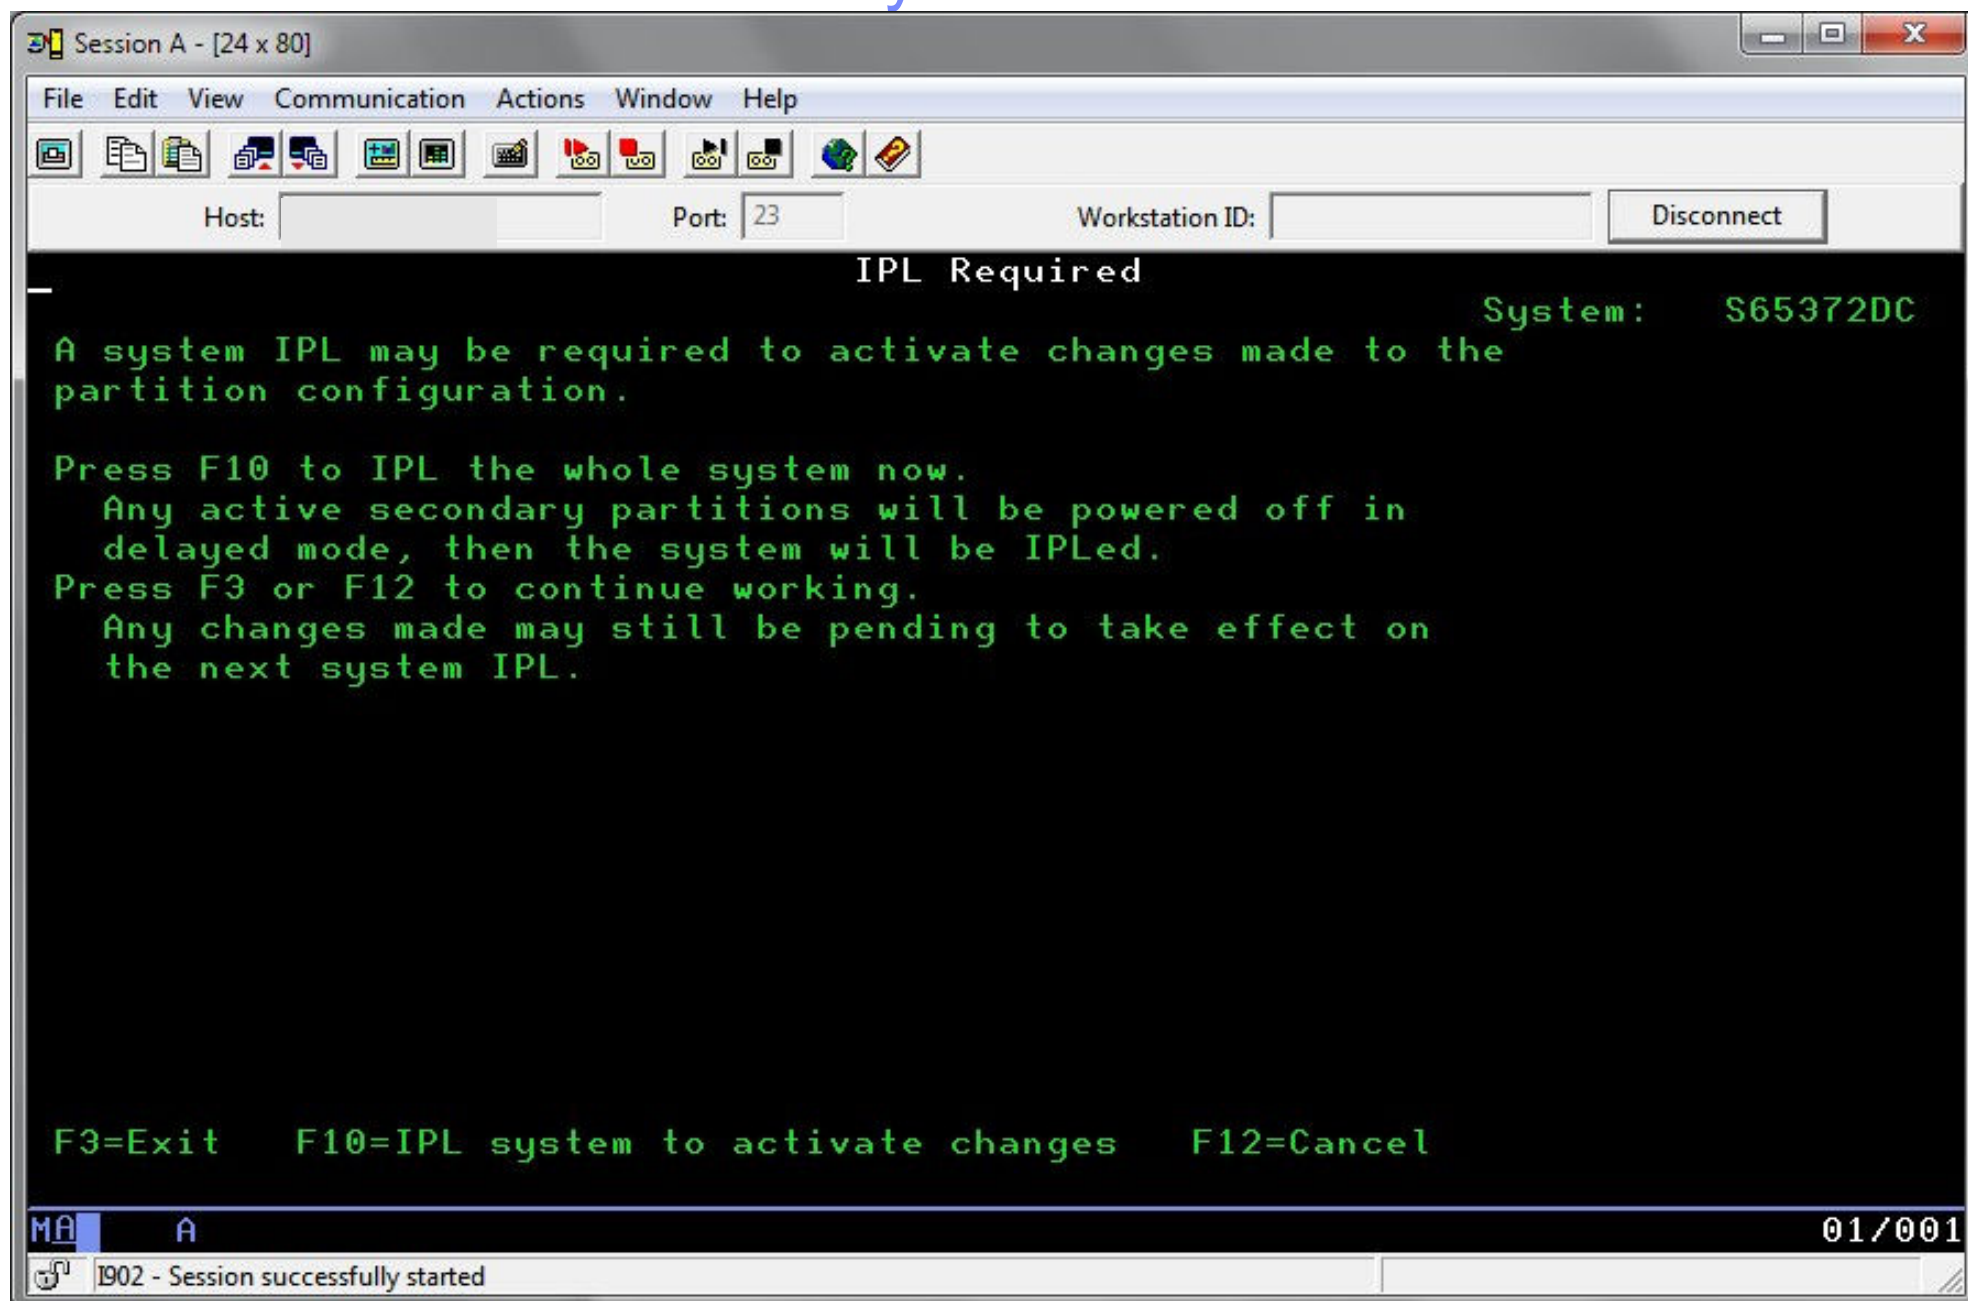 Session A - [24 x 80]
File Edit View Communication Actions Window Help
Host: Port: 23 Workstation ID: Disconnect
IPL Required
System: S65372DC
A system IPL may be required to activate changes made to the
partition configuration.
Press F10 to IPL the whole system now.
Any active secondary partitions will be powered off in
delayed mode, then the system will be IPLed.
Press F3 or F12 to continue working.
Any changes made may still be pending to take effect on
the next system IPL.
F3=Exit F10=IPL system to activate changes F12=Cancel
MA A 01/001
I902 - Session successfully started